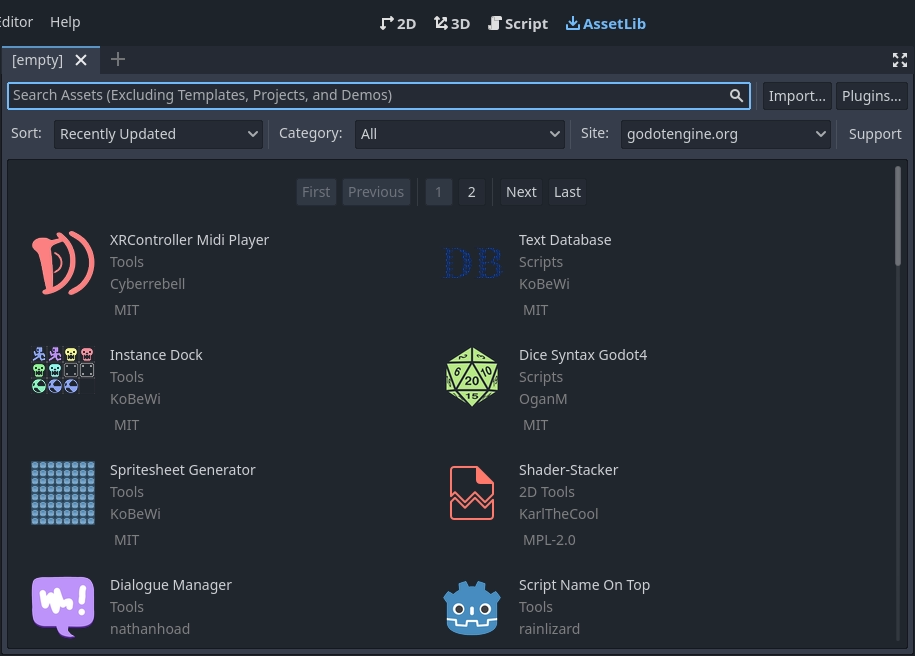 Editor Help 2D 3D Script AssetLib
[empty]
Search Assets (Excluding Templates, Projects, and Demos) Import... Plugins...
Sort: Recently Updated Category: All Site: godotengine.org Support
First Previous 1 2 Next Last
XRController Midi Player
Tools
Cyberrebell
MIT
Text Database
Scripts
KoBeWi
MIT
DB
Instance Dock
Tools
KoBeWi
MIT
Dice Syntax Godot4
Scripts
OganM
MIT
6 20 10
15
Spritesheet Generator
Tools
KoBeWi
MIT
Shader-Stacker
2D Tools
KarlTheCool
MPL-2.0
Dialogue Manager
Tools
nathanhoad
Script Name On Top
Tools
rainlizard